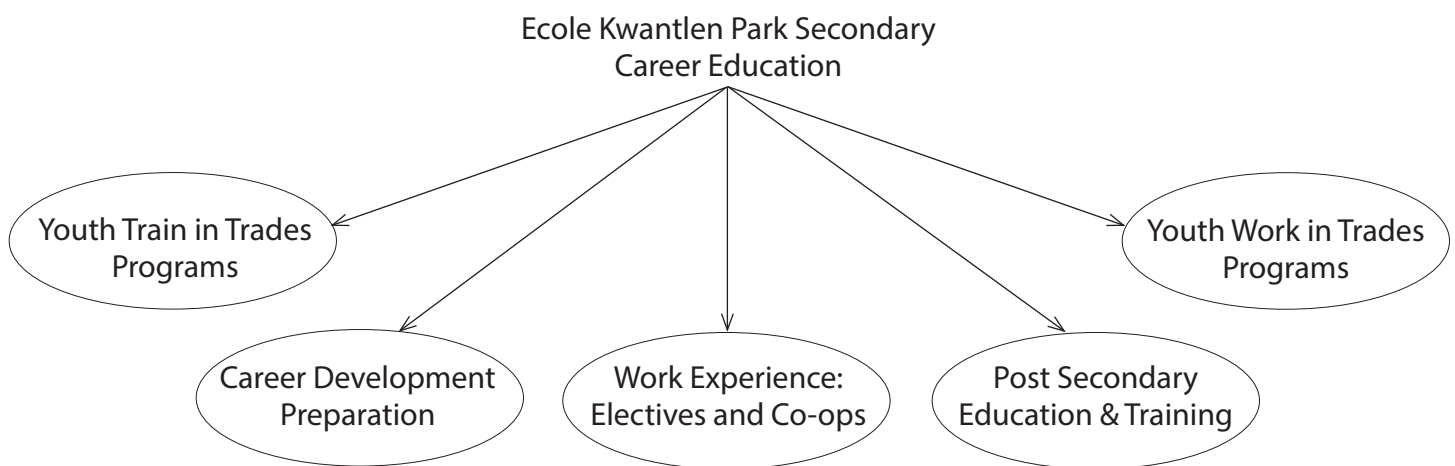 Ecole Kwantlen Park Secondary
Career Education
Youth Train in Trades
Programs
Youth Work in Trades
Programs
Career Development
Preparation
Work Experience:
Electives and Co-ops
Post Secondary
Education & Training